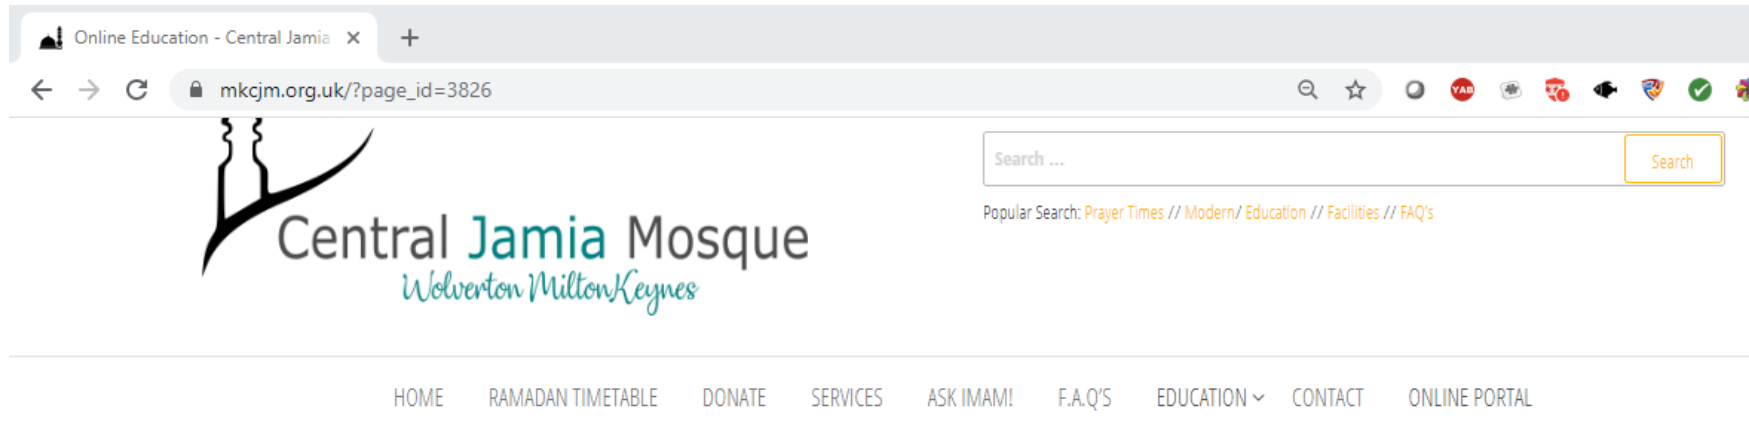 Online Education - Central Jamia
mkcjm.org.uk/?page_id=3826
YAB
Search ...
Search
Popular Search: Prayer Times // Modern/ Education // Facilities // FAQ's
Central Jamia Mosque
Wolverton Milton Keynes
HOME RAMADAN TIMETABLE DONATE SERVICES ASK IMAM! F.A.Q'S EDUCATION CONTACT ONLINE PORTAL